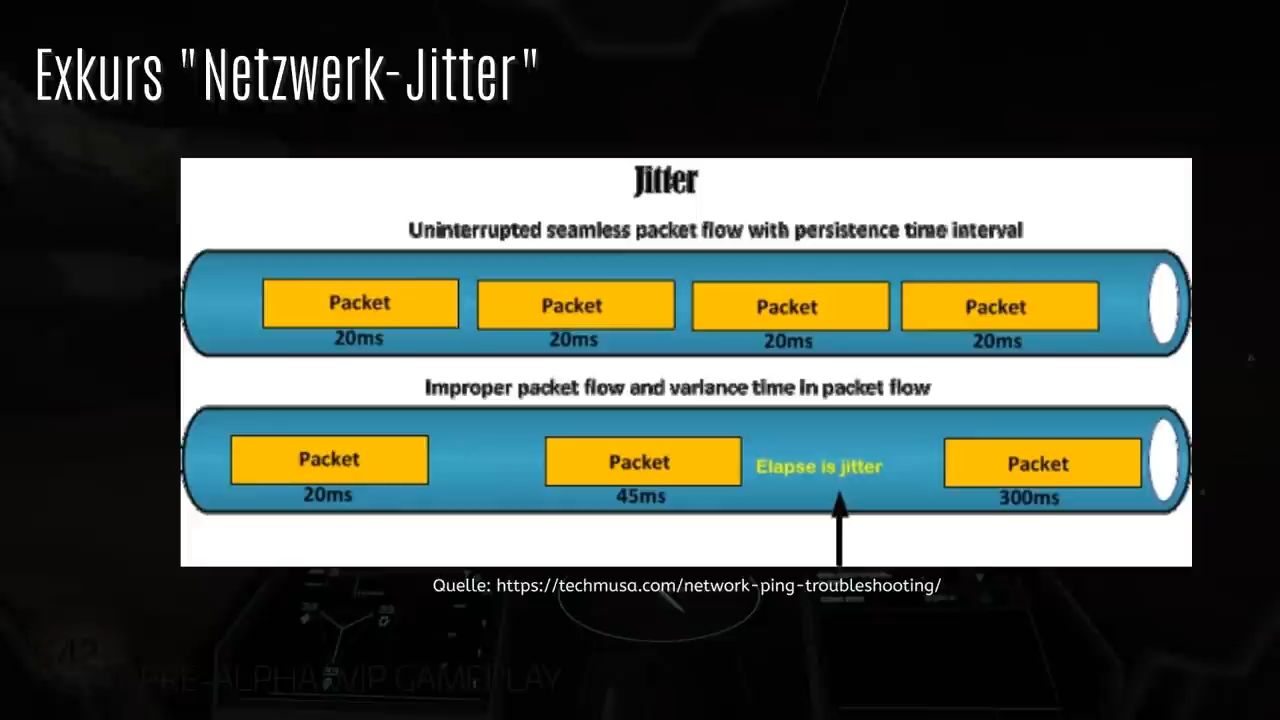 Exkurs "Netzwerk-Jitter"
Jitter
Uninterrupted seamless packet flow with persistence time interval
Packet Packet Packet Packet
20ms 20ms 20ms 20ms
Improper packet flow and variance time in packet flow
Packet Packet Elapse is jitter Packet
20ms 45ms 300ms
Quelle: https://techmusa.com/network-ping-troubleshooting/
PRE-ALPHA WIP GAMEPLAY